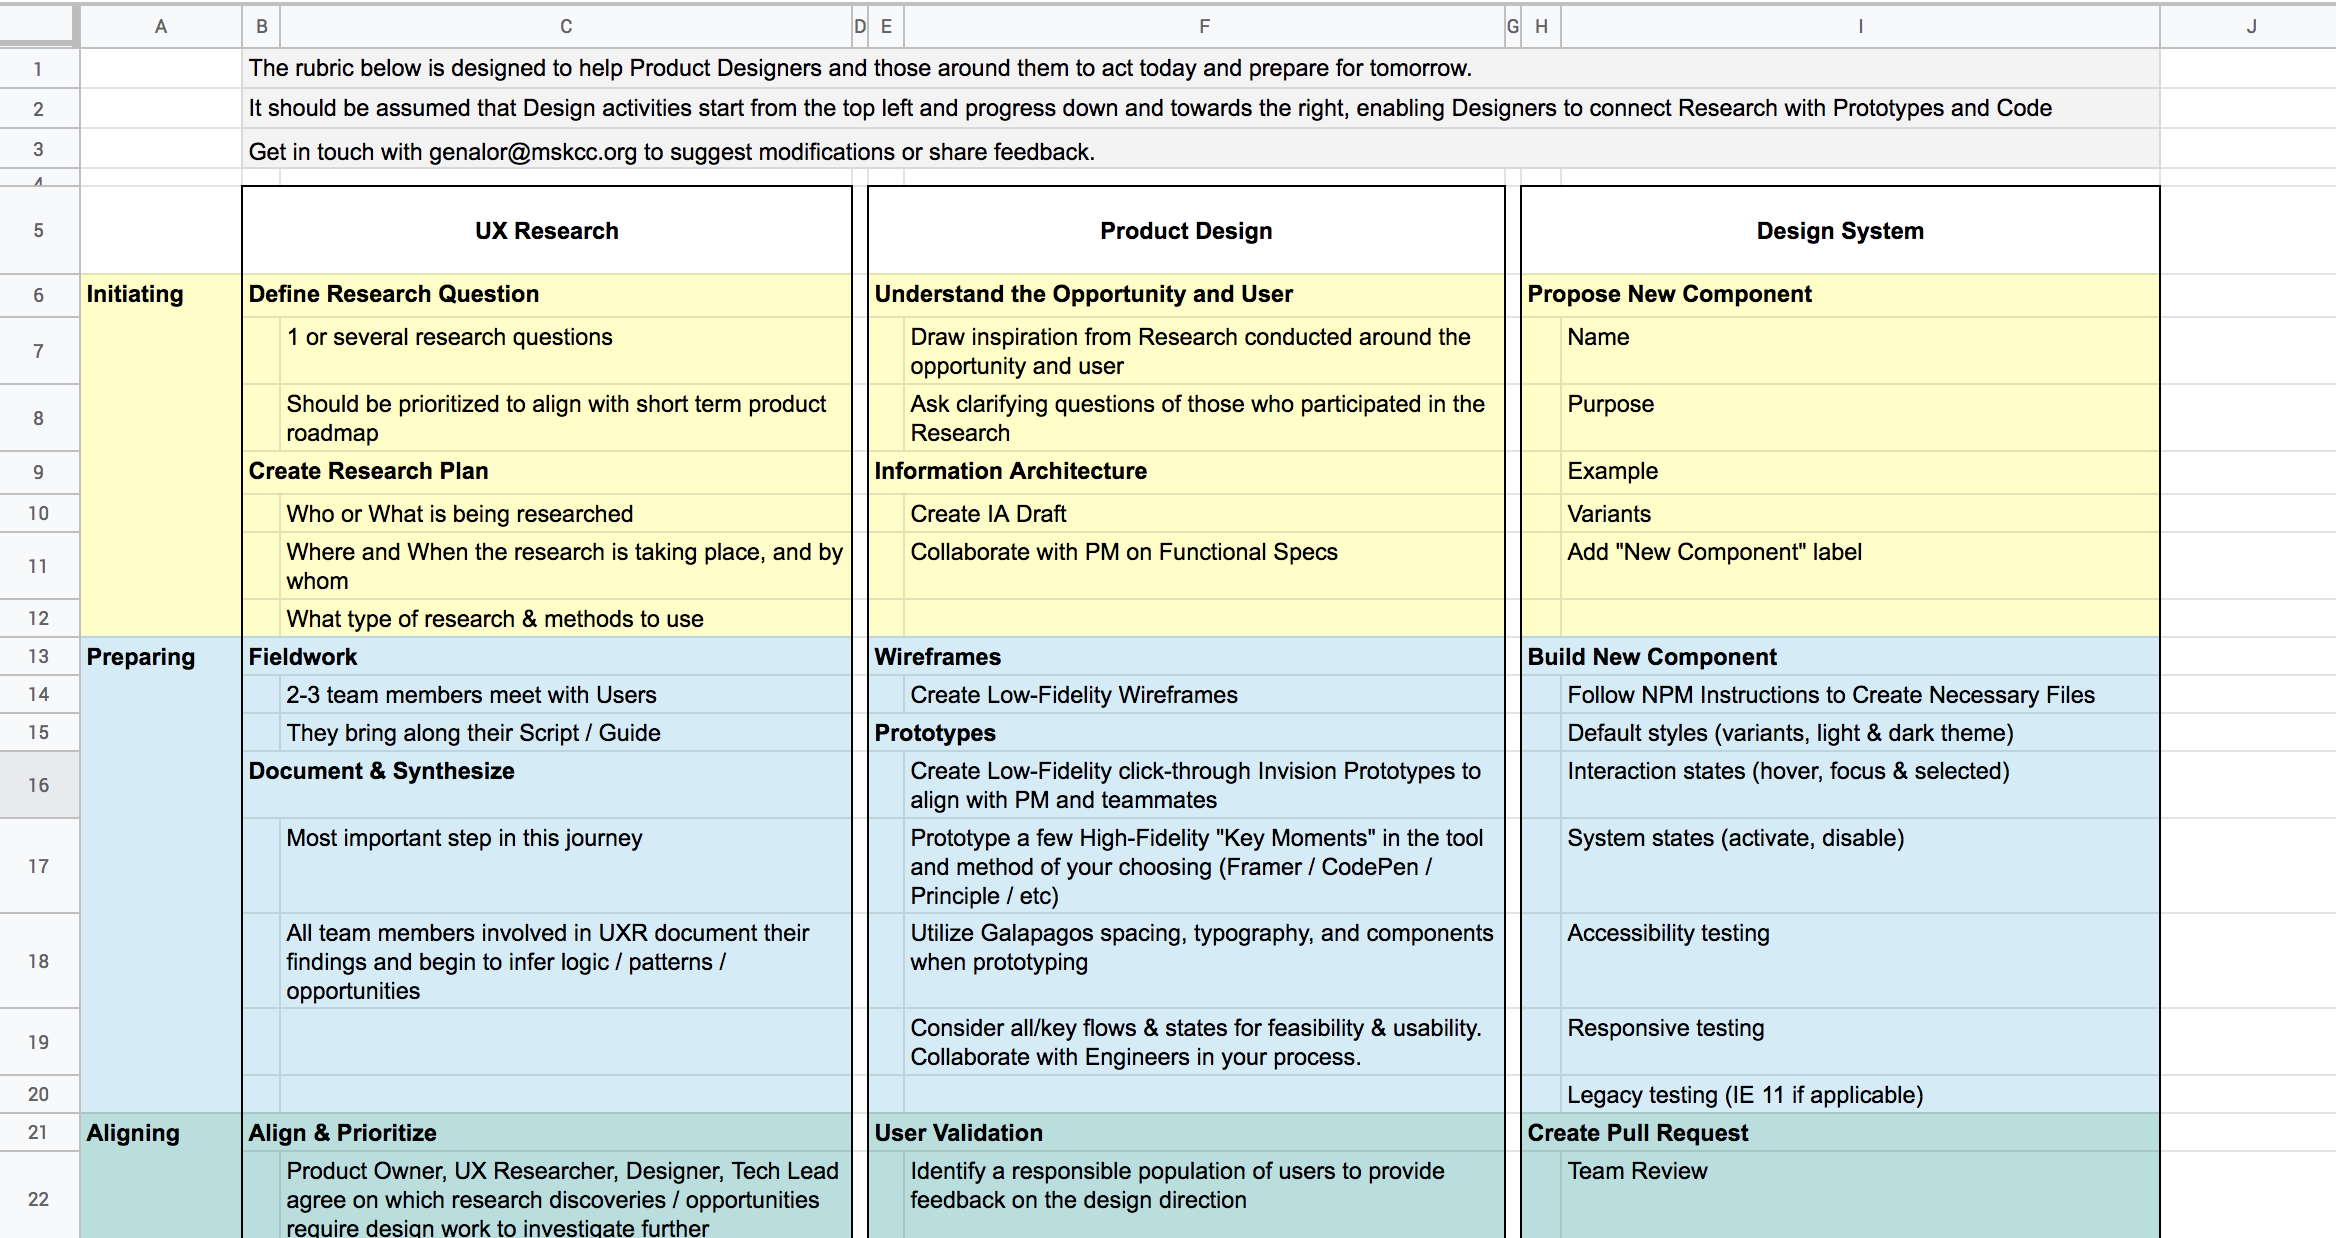 A B C D E F G H I J
1 The rubric below is designed to help Product Designers and those around them to act today and prepare for tomorrow.
2 It should be assumed that Design activities start from the top left and progress down and towards the right, enabling Designers to connect Research with Prototypes and Code
3 Get in touch with genalor@mskcc.org to suggest modifications or share feedback.
4
5 UX Research Product Design Design System
6 Initiating Define Research Question Understand the Opportunity and User Propose New Component
7 1 or several research questions Draw inspiration from Research conducted around the Name
opportunity and user
8 Should be prioritized to align with short term product Ask clarifying questions of those who participated in the Purpose
roadmap Research
9 Create Research Plan Information Architecture Example
10 Who or What is being researched Create IA Draft Variants
11 Where and When the research is taking place, and by Collaborate with PM on Functional Specs Add "New Component" label
whom
12 What type of research & methods to use
13 Preparing Fieldwork Wireframes Build New Component
14 2-3 team members meet with Users Create Low-Fidelity Wireframes Follow NPM Instructions to Create Necessary Files
15 They bring along their Script / Guide Prototypes Default styles (variants, light & dark theme)
16 Document & Synthesize Create Low-Fidelity click-through Invision Prototypes to Interaction states (hover, focus & selected)
align with PM and teammates
17 Most important step in this journey Prototype a few High-Fidelity "Key Moments" in the tool System states (activate, disable)
and method of your choosing (Framer / CodePen /
Principle / etc)
18 All team members involved in UXR document their Utilize Galapagos spacing, typography, and components Accessibility testing
findings and begin to infer logic / patterns / when prototyping
opportunities
19 Consider all/key flows & states for feasibility & usability. Responsive testing
Collaborate with Engineers in your process.
20 Legacy testing (IE 11 if applicable)
21 Aligning Align & Prioritize User Validation Create Pull Request
22 Product Owner, UX Researcher, Designer, Tech Lead Identify a responsible population of users to provide Team Review
agree on which research discoveries / opportunities feedback on the design direction
require design work to investigate further